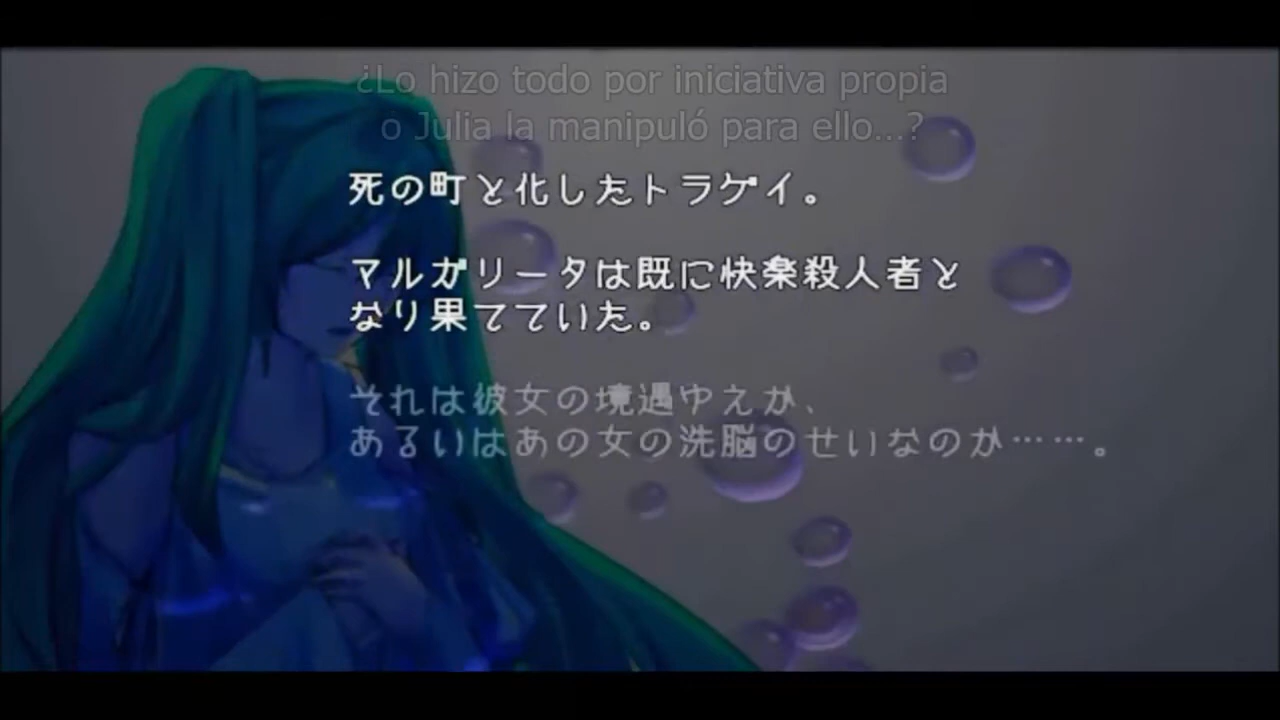 ¿Lo hizo todo por iniciativa propia
o Julia la manipuló para ello...?
死の町と化したトラゲイ。
マルガリータは既に快楽殺人者と
なり果てていた。
それは彼女の境遇ゆえか、
あるいはあの女の洗脳のせいなのか……。